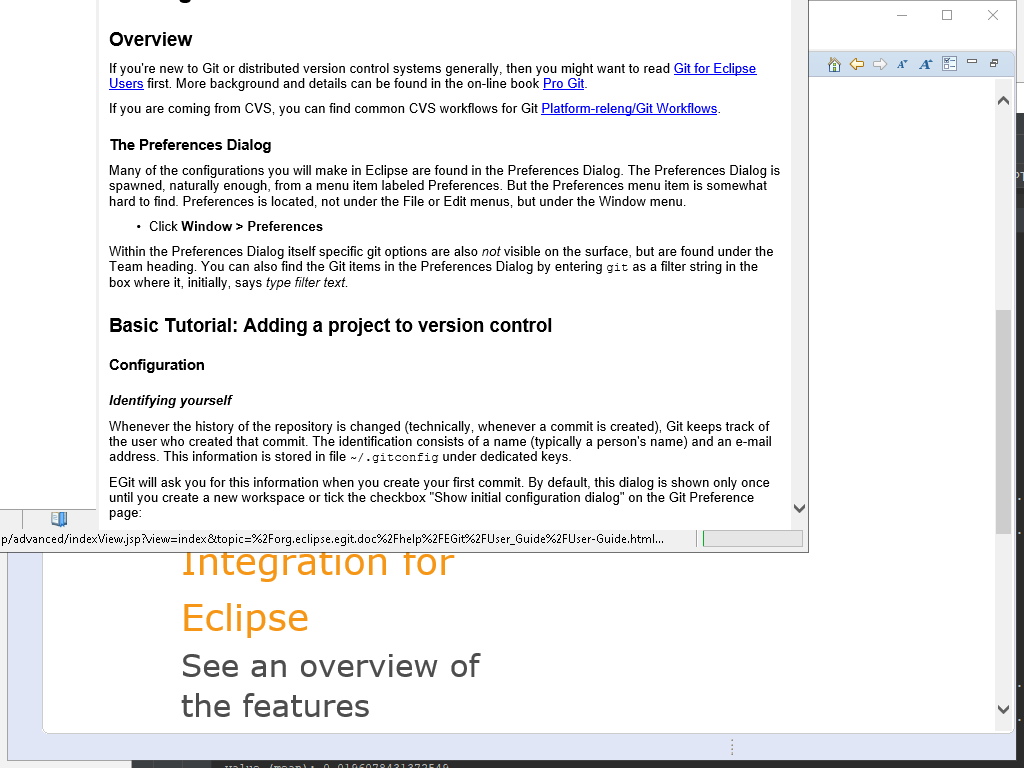 Overview
If you're new to Git or distributed version control systems generally, then you might want to read Git for Eclipse
Users first. More background and details can be found in the on-line book Pro Git.
If you are coming from CVS, you can find common CVS workflows for Git Platform-releng/Git Workflows.
The Preferences Dialog
Many of the configurations you will make in Eclipse are found in the Preferences Dialog. The Preferences Dialog is
spawned, naturally enough, from a menu item labeled Preferences. But the Preferences menu item is somewhat
hard to find. Preferences is located, not under the File or Edit menus, but under the Window menu.
• Click Window > Preferences
Within the Preferences Dialog itself specific git options are also not visible on the surface, but are found under the
Team heading. You can also find the Git items in the Preferences Dialog by entering git as a filter string in the
box where it, initially, says type filter text.
Basic Tutorial: Adding a project to version control
Configuration
Identifying yourself
Whenever the history of the repository is changed (technically, whenever a commit is created), Git keeps track of
the user who created that commit. The identification consists of a name (typically a person's name) and an e-mail
address. This information is stored in file ~/.gitconfig under dedicated keys.
EGit will ask you for this information when you create your first commit. By default, this dialog is shown only once
until you create a new workspace or tick the checkbox "Show initial configuration dialog" on the Git Preference
page:
p/advanced/indexView.jsp?view=index&topic=%2Forg.eclipse.egit.doc%2Fhelp%2FEGit%2FUser_Guide%2FUser-Guide.html...
Integration for
Eclipse
See an overview of
the features
value (mean): 0.0196078431372549